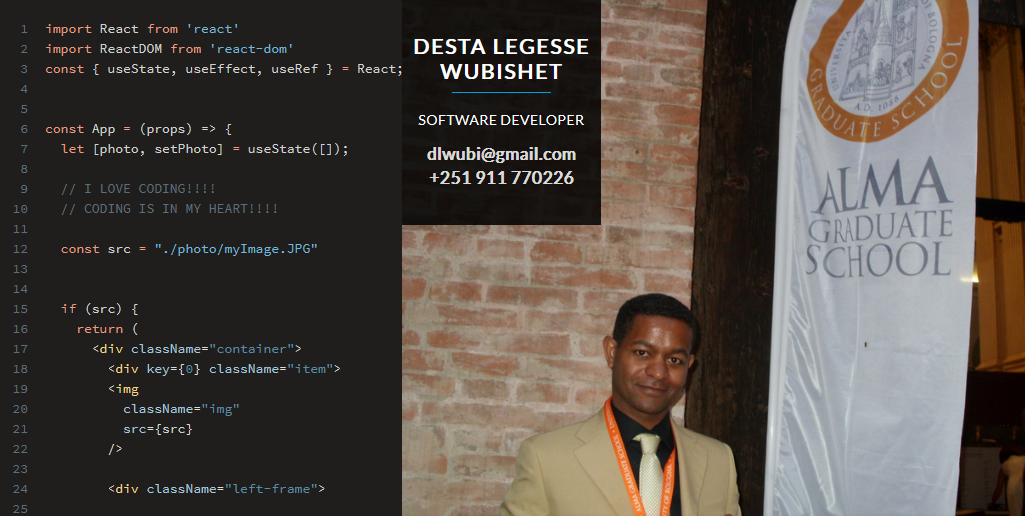 1 import React from 'react'
2 import ReactDOM from 'react-dom'
3 const { useState, useEffect, useRef } = React;
4
5
6 const App = (props) => {
7 let [photo, setPhoto] = useState([]);
8
9 // I LOVE CODING!!!!
10 // CODING IS IN MY HEART!!!!
11
12 const src = "./photo/myImage.JPG"
13
14
15 if (src) {
16 return (
17 <div className="container">
18 <div key={0} className="item">
19 <img
20 className="img"
21 src={src}
22 />
23
24 <div className="left-frame">
25
DESTA LEGESSE
WUBISHET
SOFTWARE DEVELOPER
dlwubi@gmail.com
+251 911 770226
A.D. 1088
GRADUATE SCHOOL
ALMA
GRADUATE
SCHOOL
ALMA GRADUATE SCHOOL